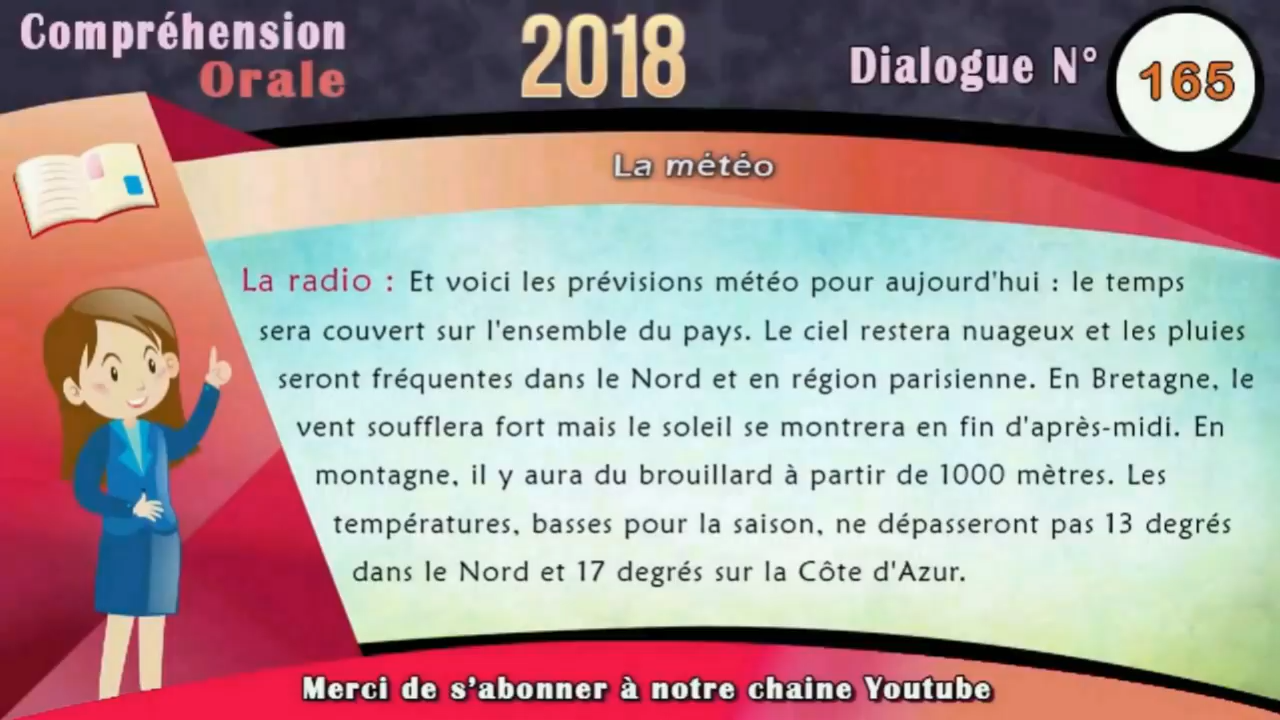 Compréhension
Orale
2018
Dialogue N° 165
La météo
La radio : Et voici les prévisions météo pour aujourd'hui : le temps
sera couvert sur l'ensemble du pays. Le ciel restera nuageux et les pluies
seront fréquentes dans le Nord et en région parisienne. En Bretagne, le
vent soufflera fort mais le soleil se montrera en fin d'après-midi. En
montagne, il y aura du brouillard à partir de 1000 mètres. Les
températures, basses pour la saison, ne dépasseront pas 13 degrés
dans le Nord et 17 degrés sur la Côte d'Azur.
Merci de s'abonner à notre chaine Youtube